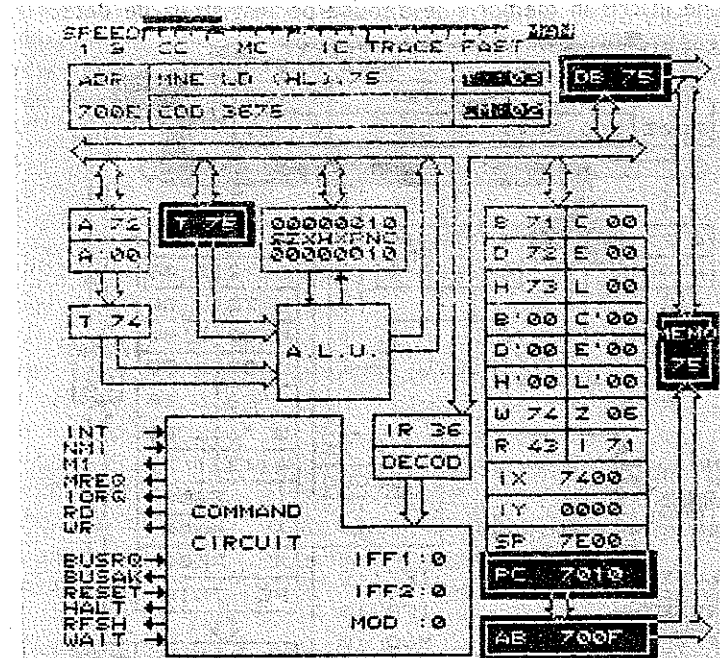 SPEED
1 3 CC MC IC TRACE FAST
ADR MNE LD (HL),75
DB 75
700E COD 3675
A 72
T 75
00000010
B 71 C 00
A 00
00000010
D 72 E 00
H 73 L 00
T 74
B'00 C'00
MEMO
A.L.U.
D'00 E'00
75
H'00 L'00
W 74 Z 06
INT
IR 36
R 43 I 71
NMI
M1
DECOD
MREQ
IX 7400
IORQ
RD
COMMAND
IY 0000
WR
CIRCUIT
SP 7E00
BUSRQ
IFF1:0
BUSAK
PC 7010
RESET
IFF2:0
HALT
RFSH
MOD :0
WAIT
AB 700F